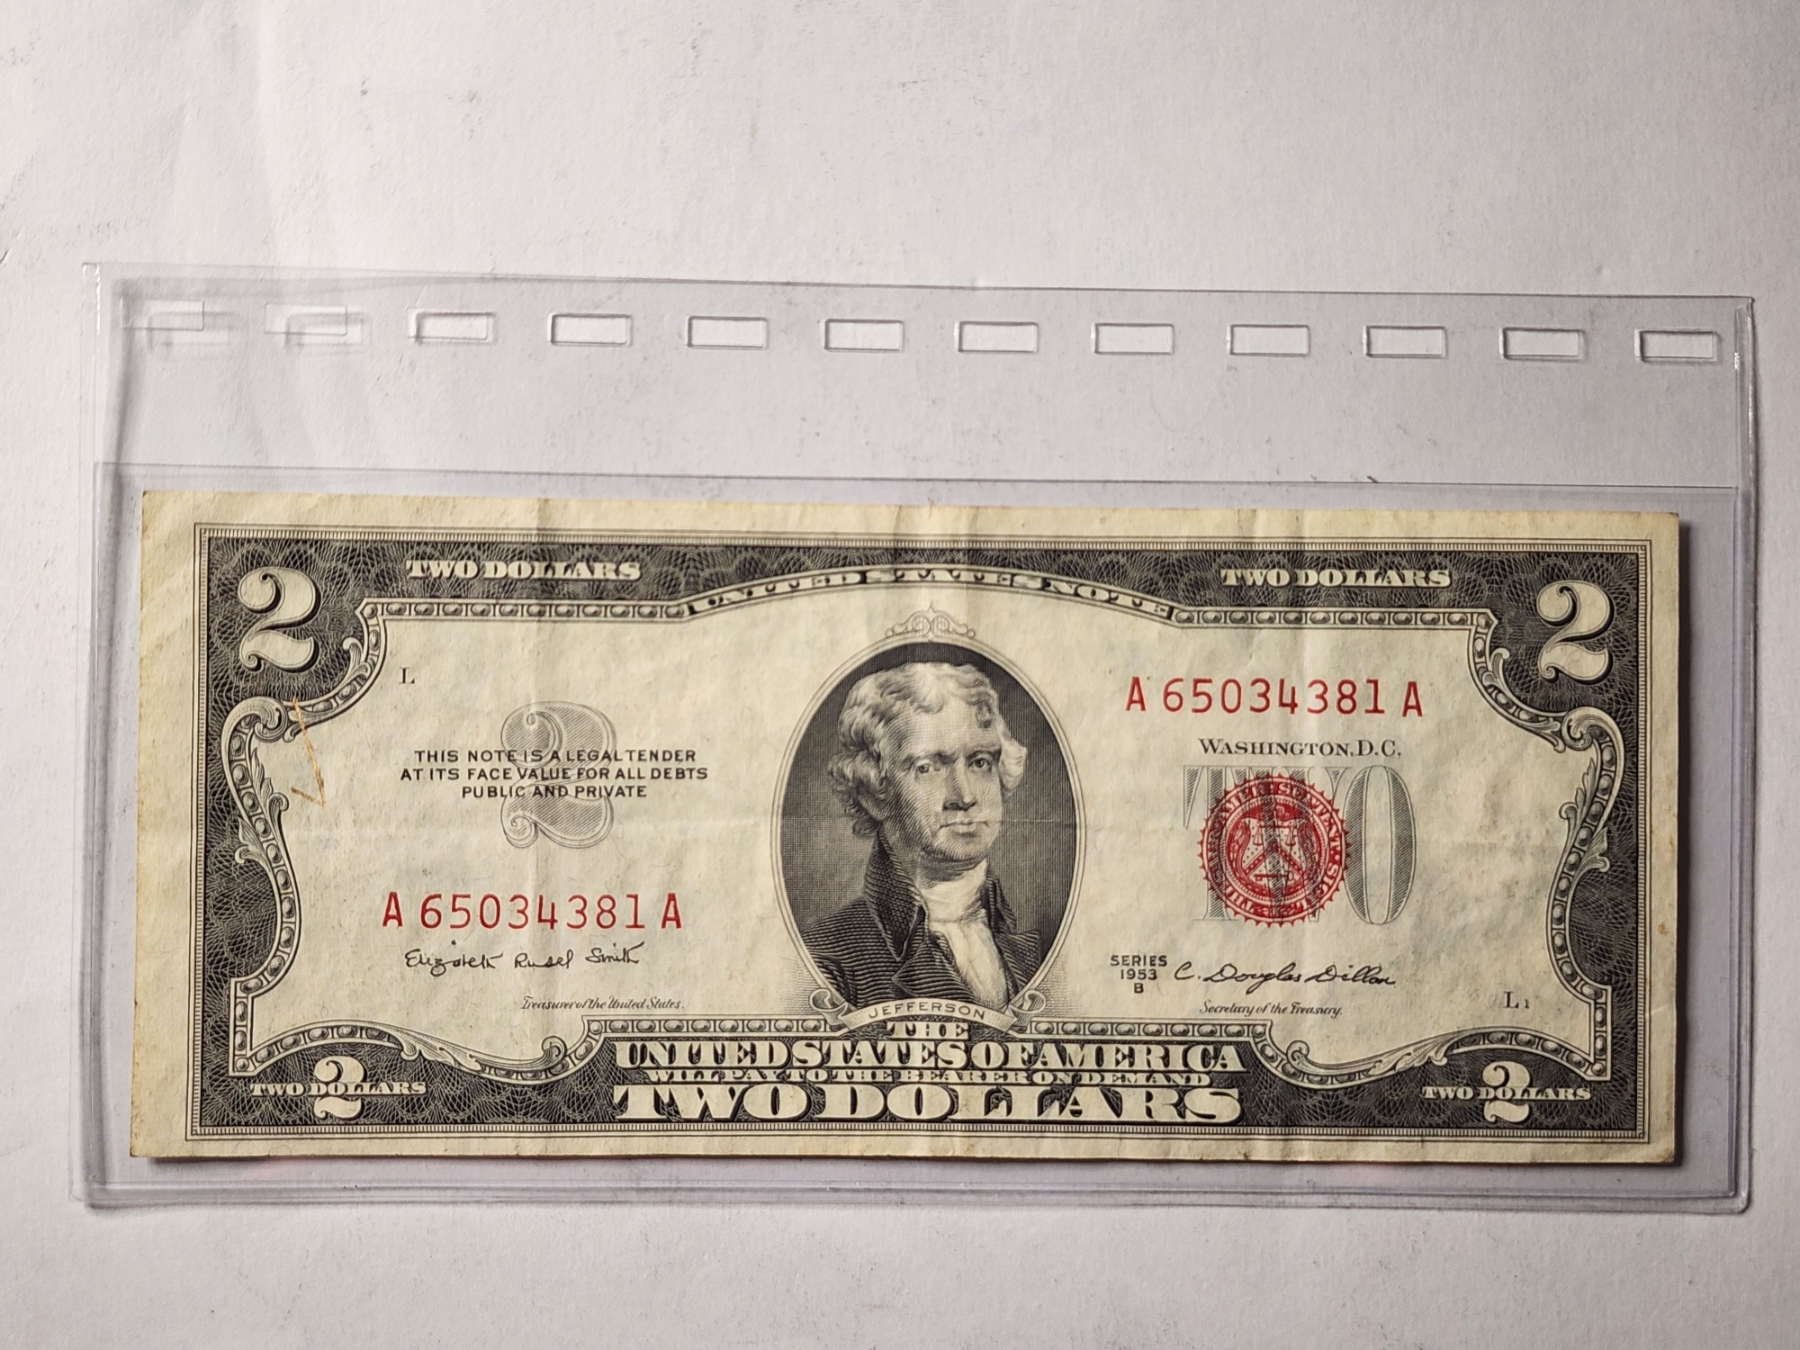 2 TWO DOLLARS UNITED STATES NOTE TWO DOLLARS 2
L
A 65034381 A
2
THIS NOTE IS A LEGAL TENDER
AT ITS FACE VALUE FOR ALL DEBTS
PUBLIC AND PRIVATE
WASHINGTON, D.C.
TWO
A 65034381 A
Elizabeth Rudel Smith
Treasurer of the United States.
SERIES
1953
B
C. Douglas Dillon
Secretary of the Treasury.
L 1
JEFFERSON
THE
UNITED STATES OF AMERICA
WILL PAY TO THE BEARER ON DEMAND
TWO DOLLARS
TWO DOLLARS 2
TWO DOLLARS 2